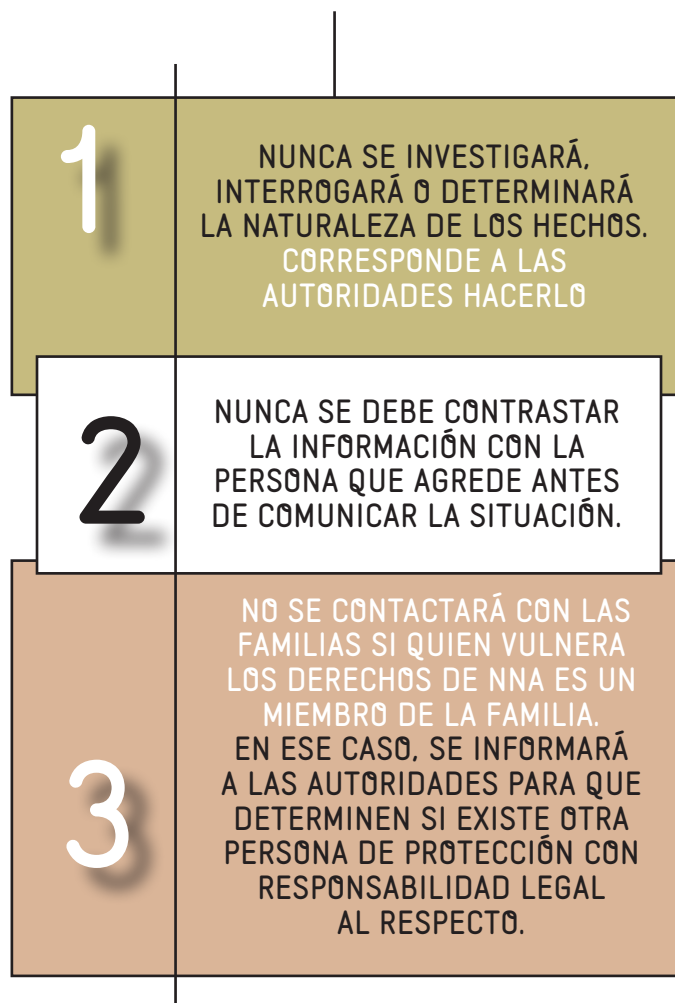 1
NUNCA SE INVESTIGARÁ,
INTERROGARÁ O DETERMINARÁ
LA NATURALEZA DE LOS HECHOS.
CORRESPONDE A LAS
AUTORIDADES HACERLO
2
NUNCA SE DEBE CONTRASTAR
LA INFORMACIÓN CON LA
PERSONA QUE AGREDE ANTES
DE COMUNICAR LA SITUACIÓN.
3
NO SE CONTACTARÁ CON LAS
FAMILIAS SI QUIEN VULNERA
LOS DERECHOS DE NNA ES UN
MIEMBRO DE LA FAMILIA.
EN ESE CASO, SE INFORMARÁ
A LAS AUTORIDADES PARA QUE
DETERMINEN SI EXISTE OTRA
PERSONA DE PROTECCIÓN CON
RESPONSABILIDAD LEGAL
AL RESPECTO.